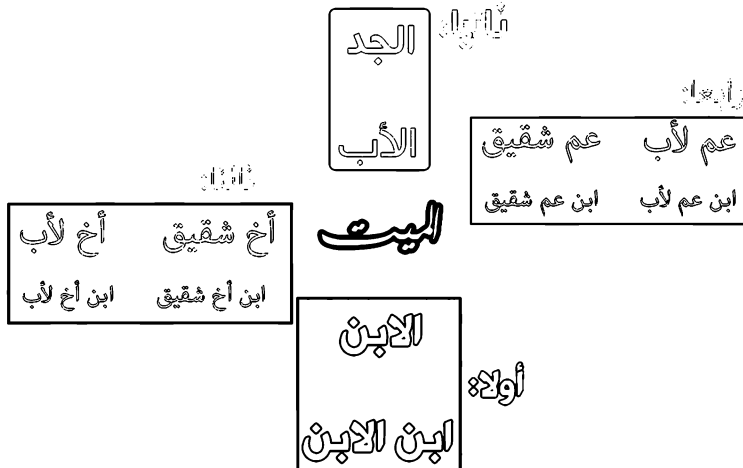 ثانياً:
الجد
الأب
رابعاً:
عم شقيق عم لأب
ابن عم شقيق ابن عم لأب
ثالثاً:
أخ شقيق أخ لأب
ابن أخ شقيق ابن أخ لأب
الميت
أولا:
الابن
ابن الابن